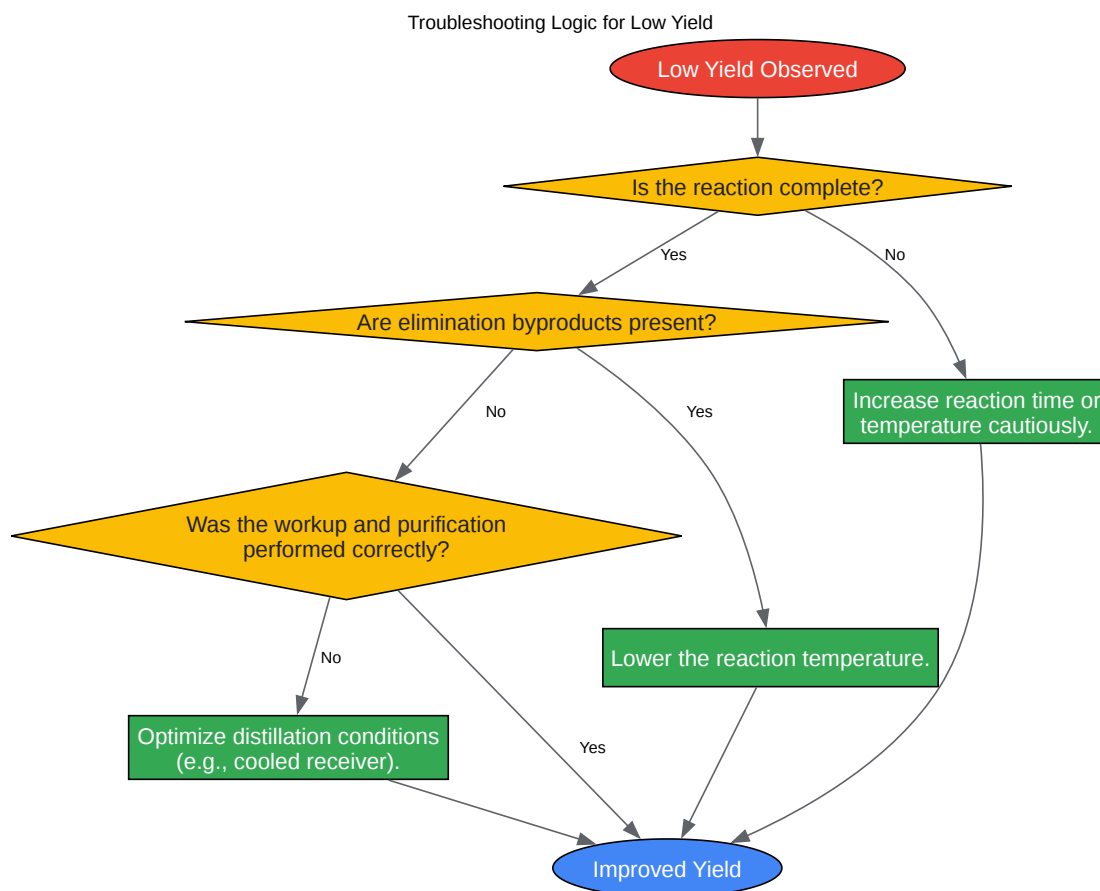 Troubleshooting Logic for Low Yield
Low Yield Observed
Is the reaction complete?
Yes
No
Are elimination byproducts present?
Increase reaction time or
temperature cautiously.
No
Yes
Was the workup and purification
performed correctly?
No
Lower the reaction temperature.
Optimize distillation conditions
(e.g., cooled receiver).
Yes
Improved Yield